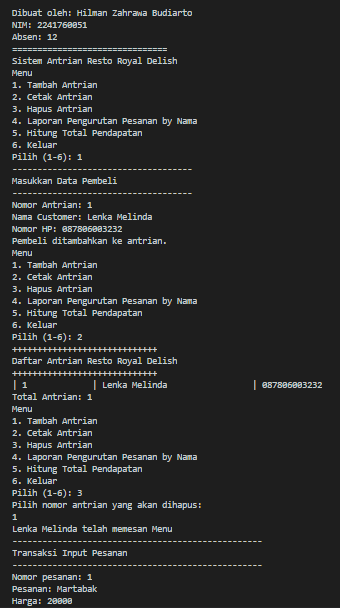 Dibuat oleh: Hilman Zahrawa Budiarto
NIM: 2241760051
Absen: 12
===============================
Sistem Antrian Resto Royal Delish
Menu
1. Tambah Antrian
2. Cetak Antrian
3. Hapus Antrian
4. Laporan Pengurutan Pesanan by Nama
5. Hitung Total Pendapatan
6. Keluar
Pilih (1-6): 1
------------------------------------
Masukkan Data Pembeli
------------------------------------
Nomor Antrian: 1
Nama Customer: Lenka Melinda
Nomor HP: 087806003232
Pembeli ditambahkan ke antrian.
Menu
1. Tambah Antrian
2. Cetak Antrian
3. Hapus Antrian
4. Laporan Pengurutan Pesanan by Nama
5. Hitung Total Pendapatan
6. Keluar
Pilih (1-6): 2
+++++++++++++++++++++++++++++
Daftar Antrian Resto Royal Delish
+++++++++++++++++++++++++++++
| 1             | Lenka Melinda                 | 087806003232
Total Antrian: 1
Menu
1. Tambah Antrian
2. Cetak Antrian
3. Hapus Antrian
4. Laporan Pengurutan Pesanan by Nama
5. Hitung Total Pendapatan
6. Keluar
Pilih (1-6): 3
Pilih nomor antrian yang akan dihapus:
1
Lenka Melinda telah memesan Menu
--------------------------------------------------
Transaksi Input Pesanan
--------------------------------------------------
Nomor pesanan: 1
Pesanan: Martabak
Harga: 20000